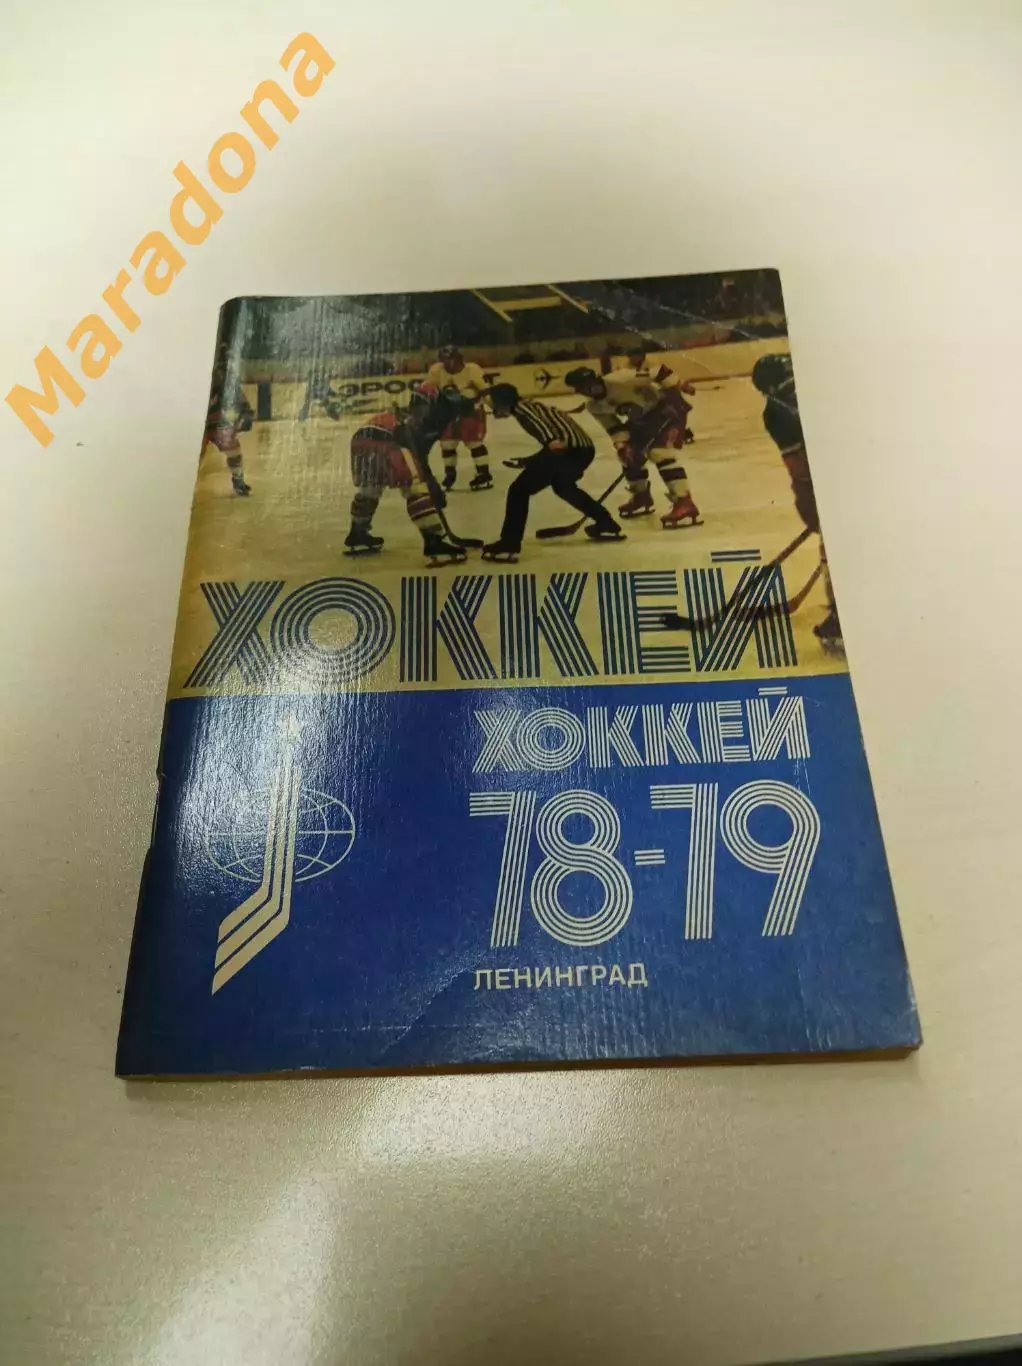 Maradona
АЭРОФЛОТ
ХОККЕЙ
ХОККЕЙ
78-79
ЛЕНИНГРАД